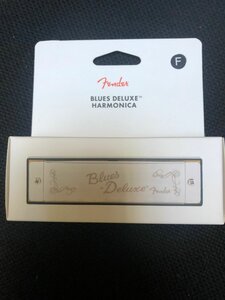 Fender
F
BLUES DELUXE™
HARMONICA
Blues
Deluxe
Fender